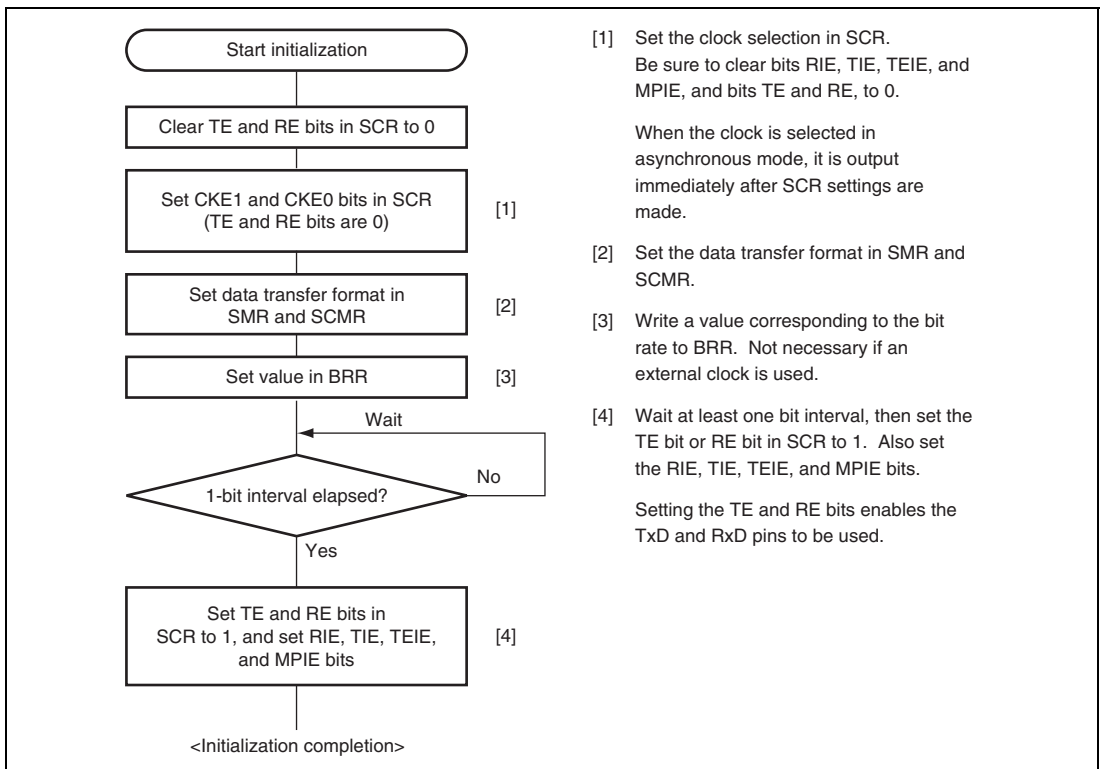 Start initialization
Clear TE and RE bits in SCR to 0
Set CKE1 and CKE0 bits in SCR
(TE and RE bits are 0)
[1]
Set data transfer format in
SMR and SCMR
[2]
Set value in BRR
[3]
Wait
No
1-bit interval elapsed?
Yes
Set TE and RE bits in
SCR to 1, and set RIE, TIE, TEIE,
and MPIE bits
[4]
<Initialization completion>
[1] Set the clock selection in SCR.
Be sure to clear bits RIE, TIE, TEIE, and
MPIE, and bits TE and RE, to 0.
When the clock is selected in
asynchronous mode, it is output
immediately after SCR settings are
made.
[2] Set the data transfer format in SMR and
SCMR.
[3] Write a value corresponding to the bit
rate to BRR. Not necessary if an
external clock is used.
[4] Wait at least one bit interval, then set the
TE bit or RE bit in SCR to 1. Also set
the RIE, TIE, TEIE, and MPIE bits.
Setting the TE and RE bits enables the
TxD and RxD pins to be used.